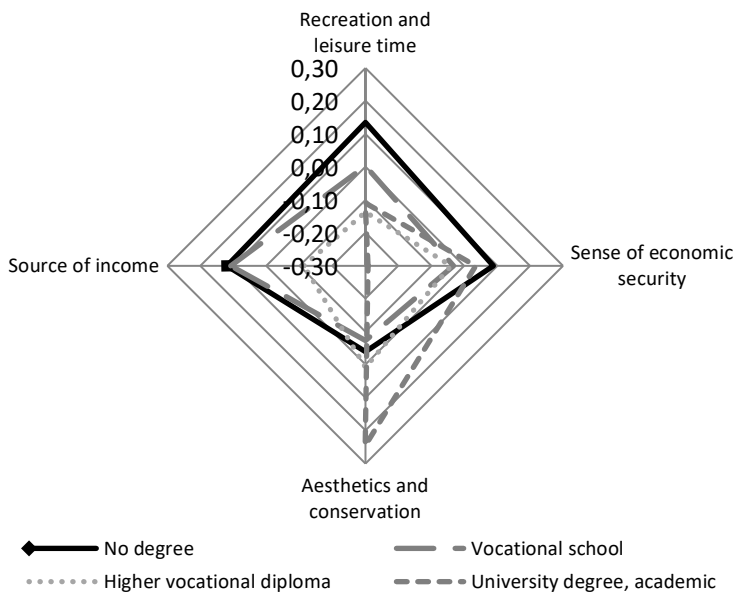 Recreation and
leisure time
0,30
0,20
0,10
0,00
-0,10
-0,20
-0,30
Source of income
Sense of economic
security
Aesthetics and
conservation
No degree
Vocational school
Higher vocational diploma
University degree, academic